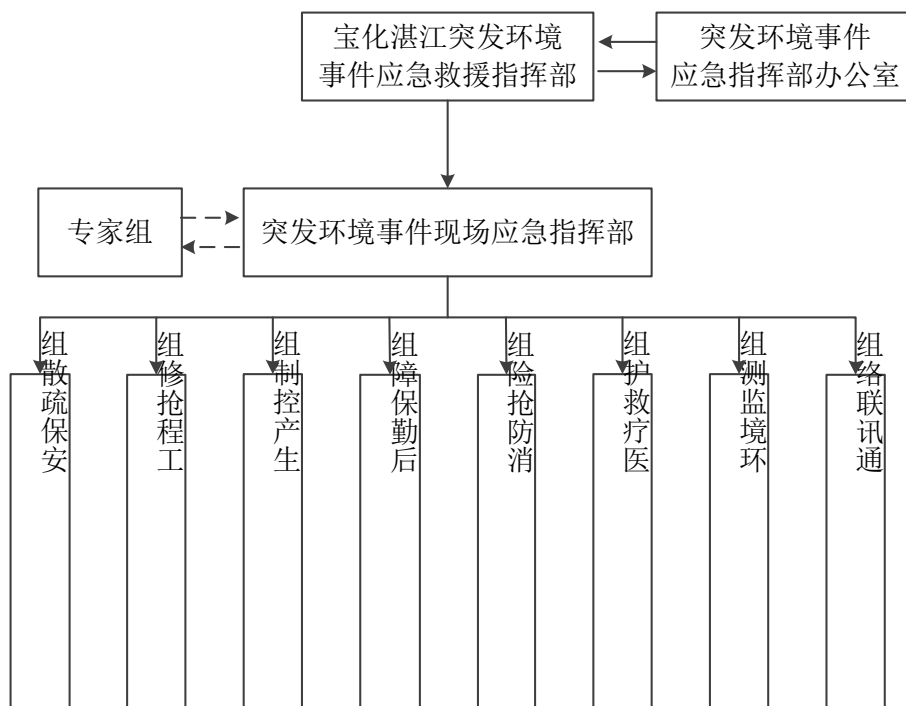 宝化湛江突发环境
事件应急救援指挥部
突发环境事件
应急指挥部办公室
专家组
突发环境事件现场应急指挥部
组散疏保安
组修抢程工
组制控产生
组障保勤后
组险抢防消
组护救疗医
组测监境环
组络联讯通